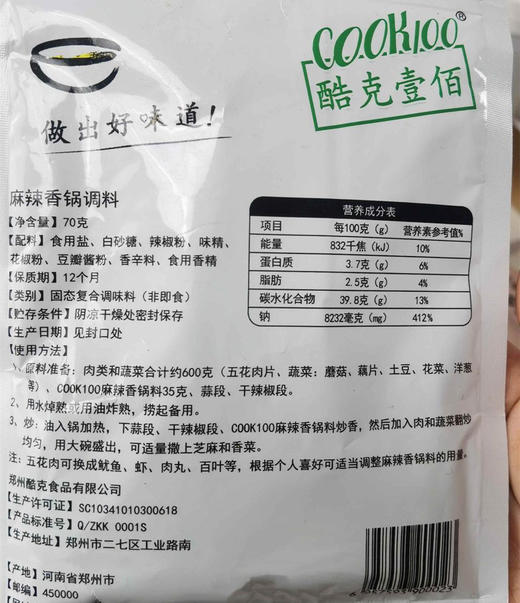 COOK100®
酷克壹佰
做出好味道!
麻辣香锅调料
【净含量】70克
【配料】食用盐、白砂糖、辣椒粉、味精、
花椒粉、豆瓣酱粉、香辛料、食用香精
【保质期】12个月
【类别】固态复合调味料（非即食）
【贮存条件】阴凉干燥处密封保存
【生产日期】见封口处
【使用方法】
营养成分表
项目 每100克（g） 营养素参考值%
能量 832千焦（kJ） 10%
蛋白质 3.7克（g） 6%
脂肪 2.5克（g） 4%
碳水化合物 39.8克（g） 13%
钠 8232毫克（mg） 412%
1、原料准备：肉类和蔬菜合计约600克（五花肉片、蔬菜：蘑菇、藕片、土豆、花菜、洋葱
等）、COOK100麻辣香锅料35克、蒜段、干辣椒段。
2、用水焯熟或用油炸熟，捞起备用。
3、炒：油入锅加热，下蒜段、干辣椒段、COOK100麻辣香锅料炒香，然后加入肉和蔬菜翻炒
均匀，用大碗盛出，可适量撒上芝麻和香菜。
注：五花肉可换成鱿鱼、虾、肉丸、百叶等，根据个人喜好可适当调整麻辣香锅料的用量。
郑州酷克食品有限公司
【生产许可证】SC10341010300618
【产品标准号】Q/ZKK 0001S
【生产地址】郑州市二七区工业路南
【产地】河南省郑州市
【邮编】450000